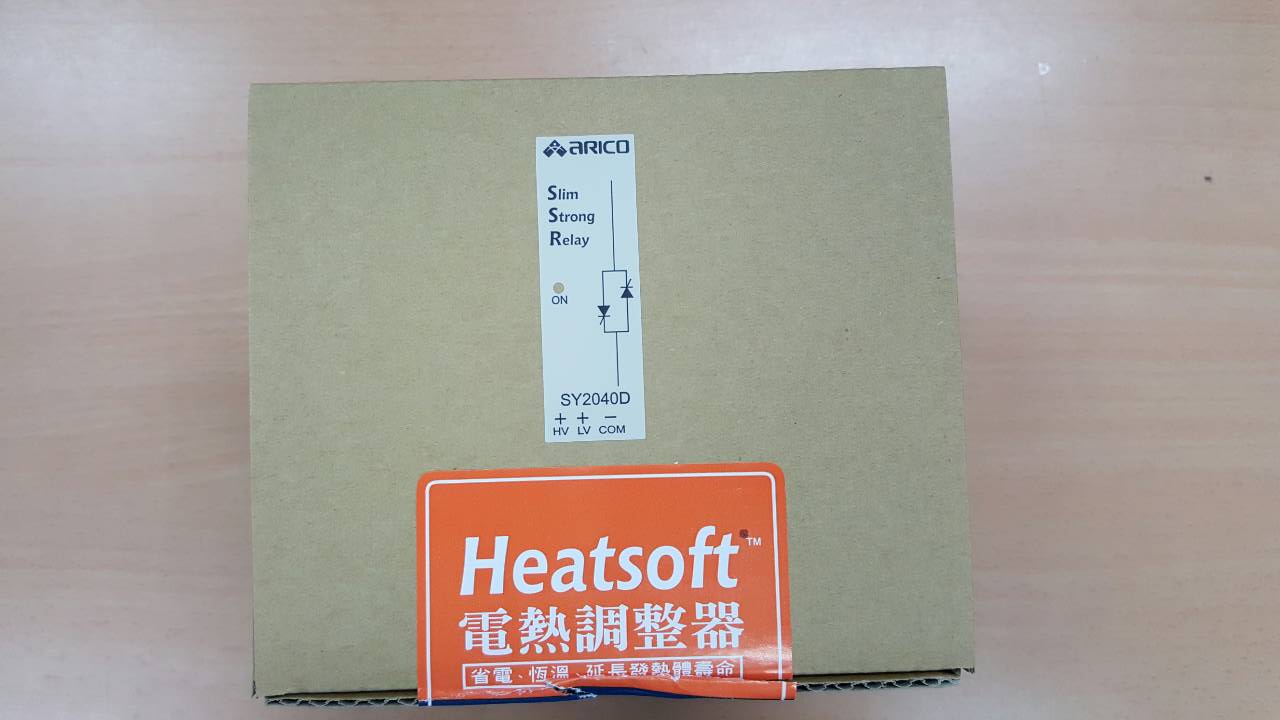 ARICO
Slim
Strong
Relay
ON
SY2040D
+ + −
HV LV COM
Heatsoft™
電熱調整器
省電、恆溫、延長發熱體壽命